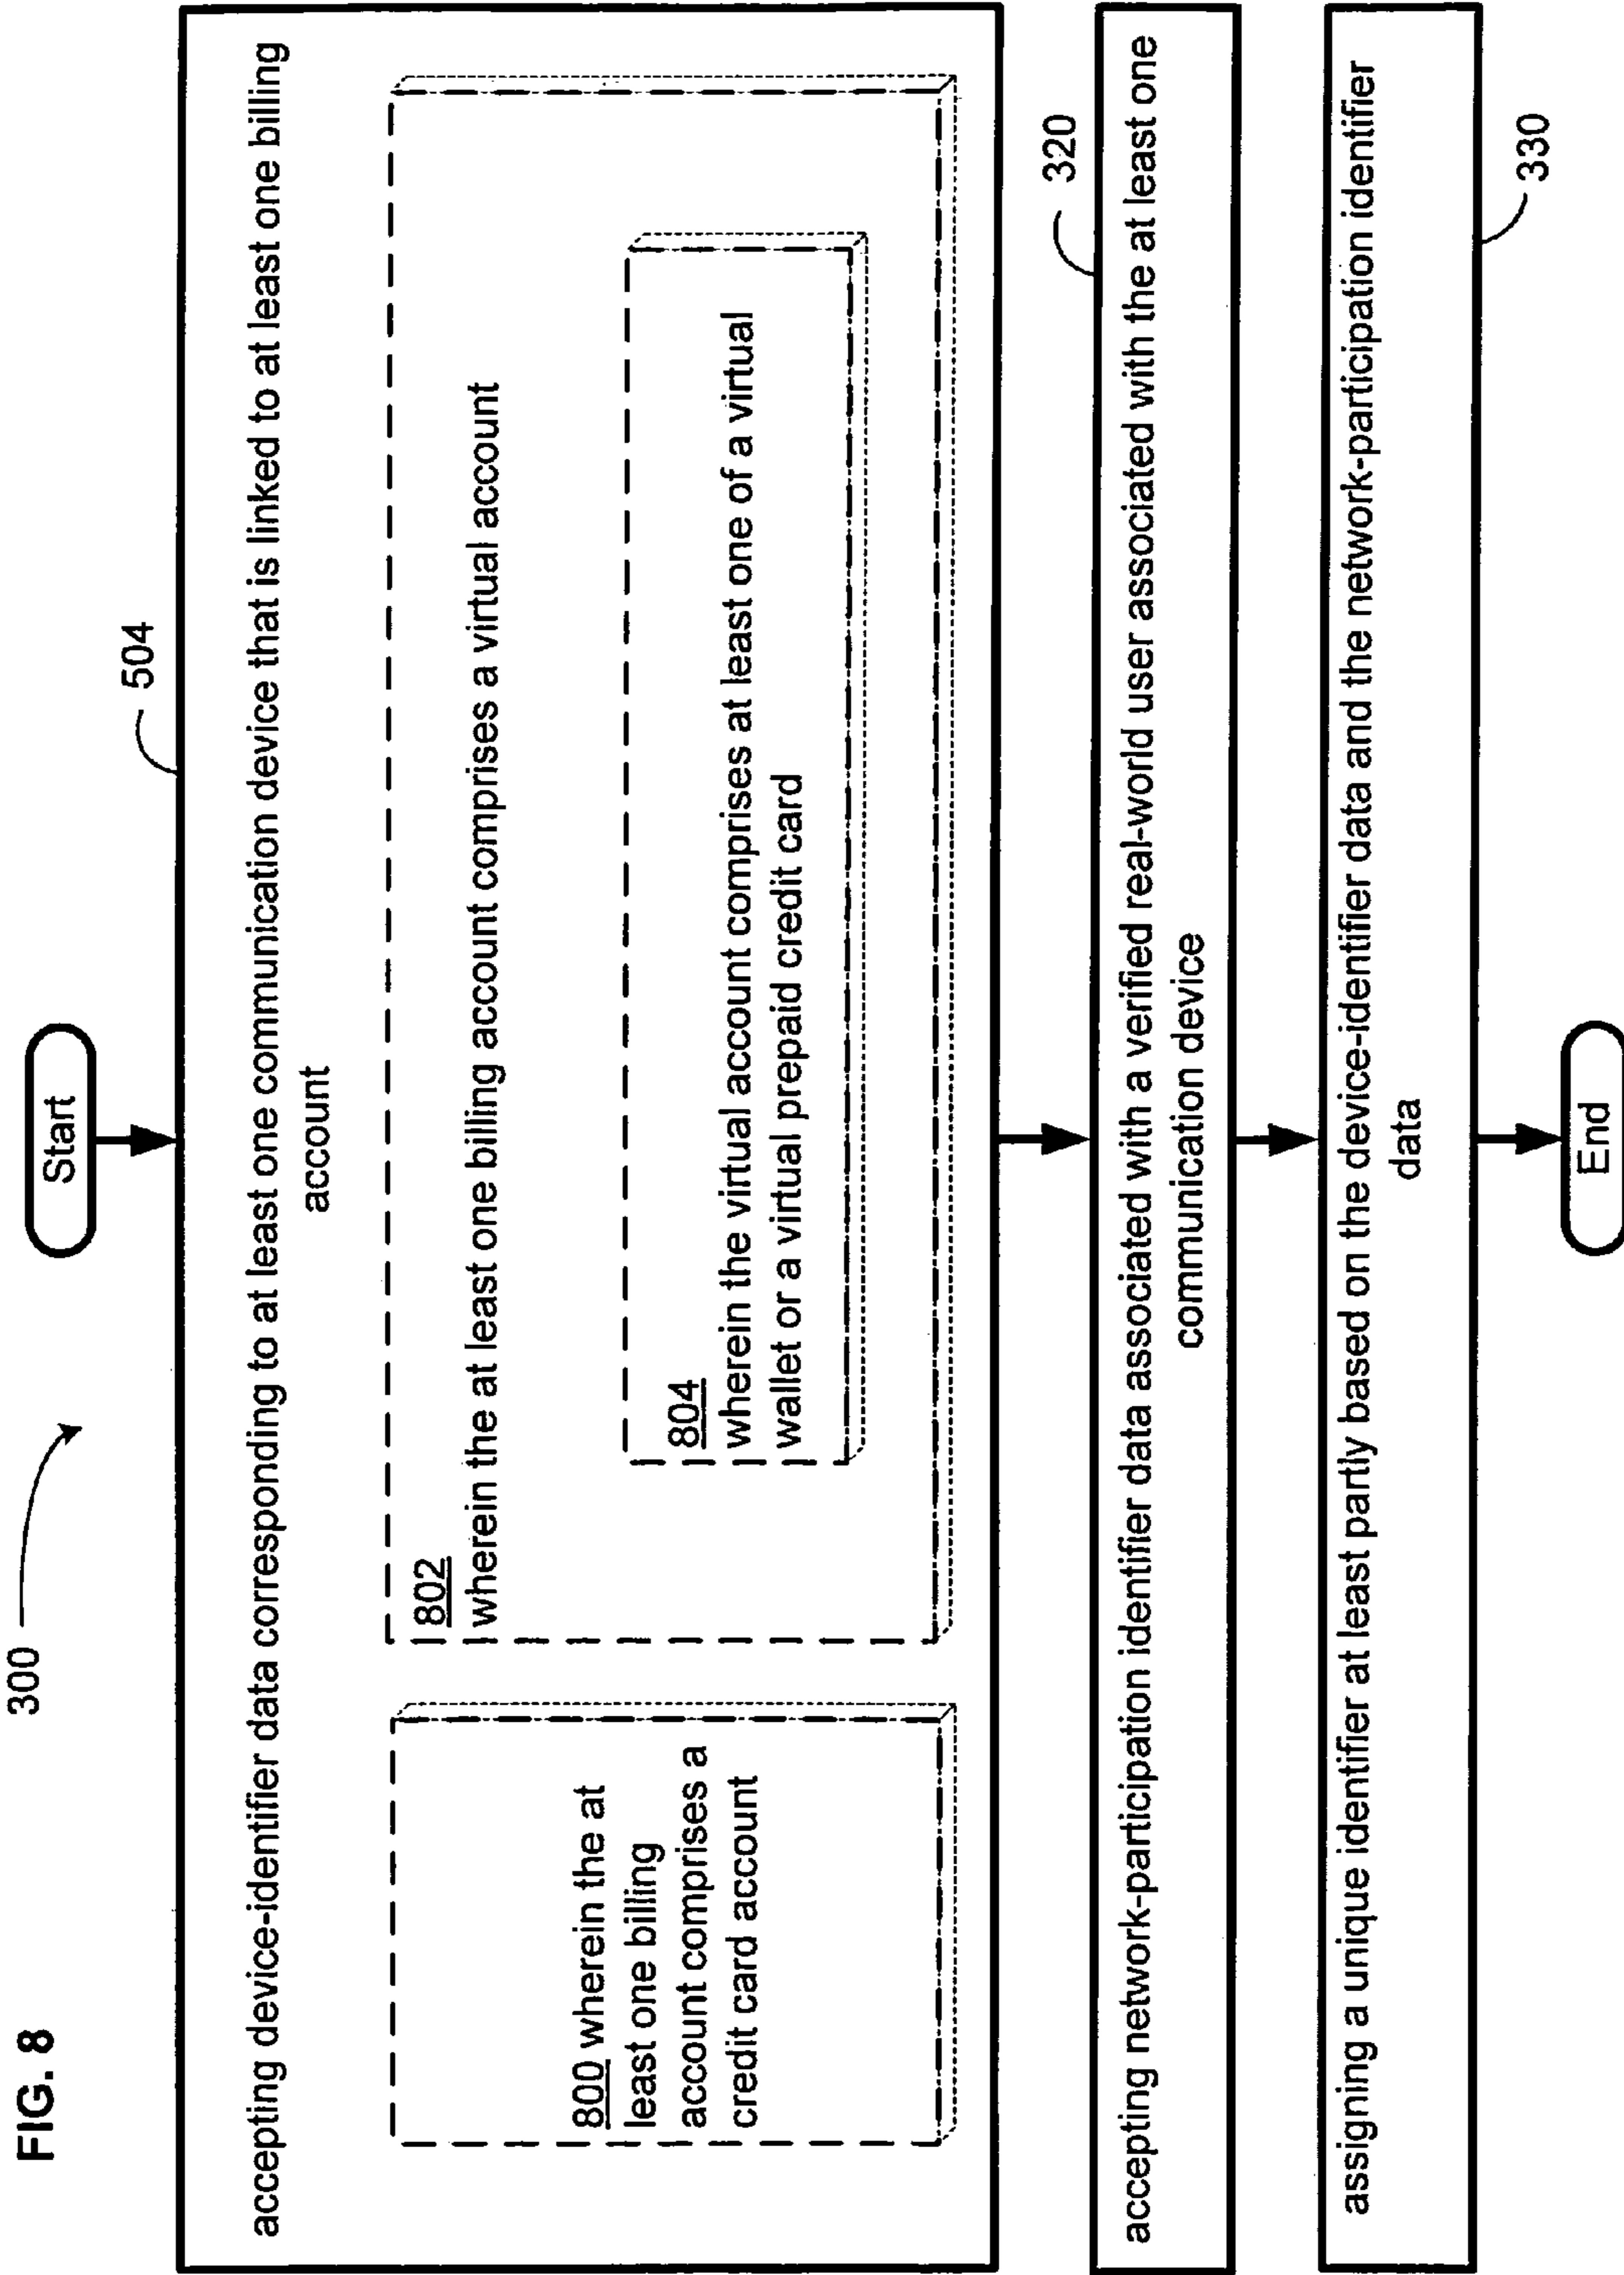 FIG. 8
300
Start
504
accepting device-identifier data corresponding to at least one communication device that is linked to at least one billing
account
800 wherein the at
least one billing
account comprises a
credit card account
802
wherein the at least one billing account comprises a virtual account
804
wherein the virtual account comprises at least one of a virtual
wallet or a virtual prepaid credit card
320
accepting network-participation identifier data associated with a verified real-world user associated with the at least one
communication device
assigning a unique identifier at least partly based on the device-identifier data and the network-participation identifier
data
330
End